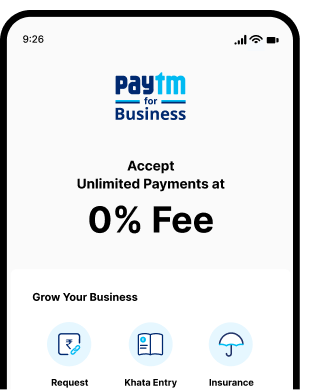 9:26
paytm
for
Business
Accept
Unlimited Payments at
0% Fee
Grow Your Business
₹
Request
Khata Entry
Insurance